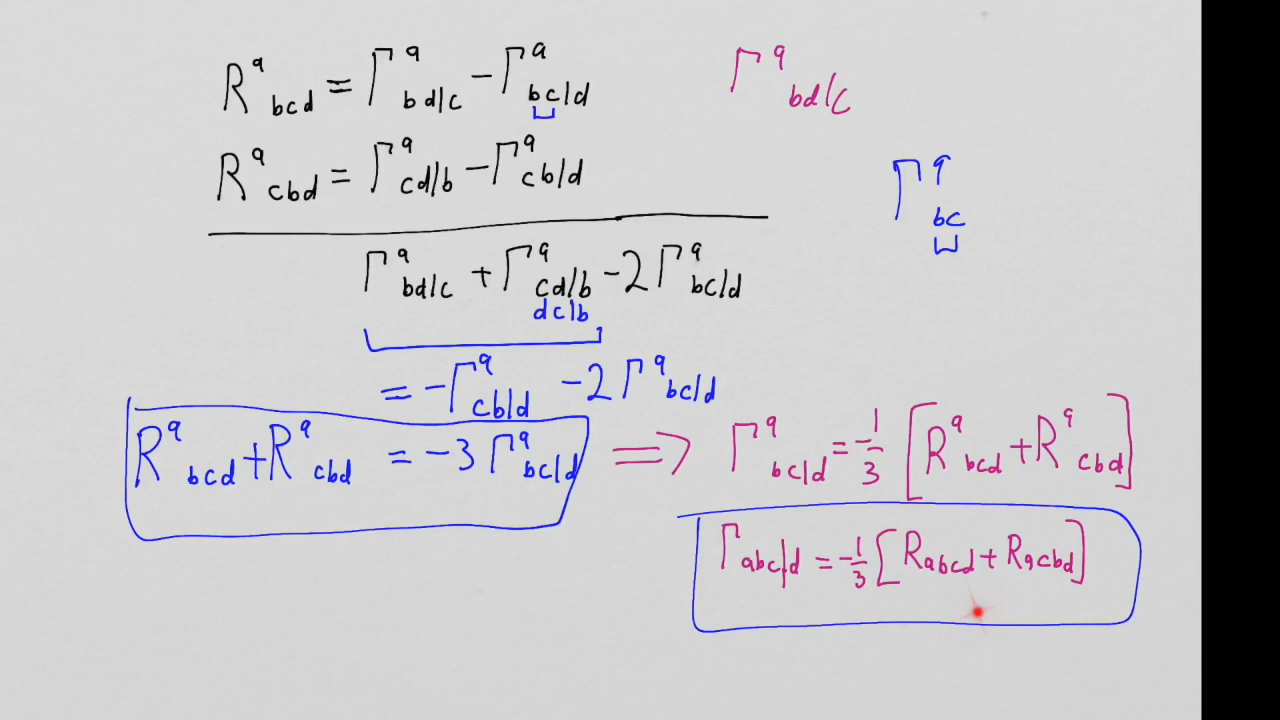 R^a_bcd = Γ^a_bd|c − Γ^a_bc|d
Γ^a_bd|c
R^a_cbd = Γ^a_cd|b − Γ^a_cb|d
Γ^a_bc
Γ^a_bd|c + Γ^a_cd|b − 2Γ^a_bc|d
dc|b
= −Γ^a_cb|d − 2Γ^a_bc|d
R^a_bcd + R^a_cbd = −3Γ^a_bc|d ⟹ Γ^a_bc|d = −1/3 [R^a_bcd + R^a_cbd]
Γ_abc|d = −1/3 [R_abcd + R_acbd]